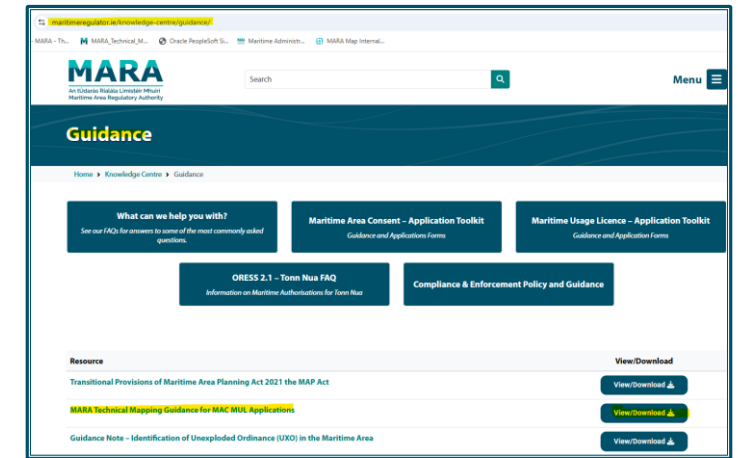 maritimeregulator.ie/knowledge-centre/guidance/
- MARA - Th... MARA_Technical_M... Oracle PeopleSoft Si... Maritime Administr... MARA Map Internal...
MARA
An tÚdarás Rialála Limistéir Mhuirí
Maritime Area Regulatory Authority
Search
Menu
Guidance
Home > Knowledge Centre > Guidance
What can we help you with?
See our FAQs for answers to some of the most commonly asked
questions.
Maritime Area Consent – Application Toolkit
Guidance and Applications Forms
Maritime Usage Licence – Application Toolkit
Guidance and Application Forms
ORESS 2.1 – Tonn Nua FAQ
Information on Maritime Authorisations for Tonn Nua
Compliance & Enforcement Policy and Guidance
Resource View/Download
Transitional Provisions of Maritime Area Planning Act 2021 the MAP Act View/Download
MARA Technical Mapping Guidance for MAC MUL Applications View/Download
Guidance Note – Identification of Unexploded Ordinance (UXO) in the Maritime Area View/Download